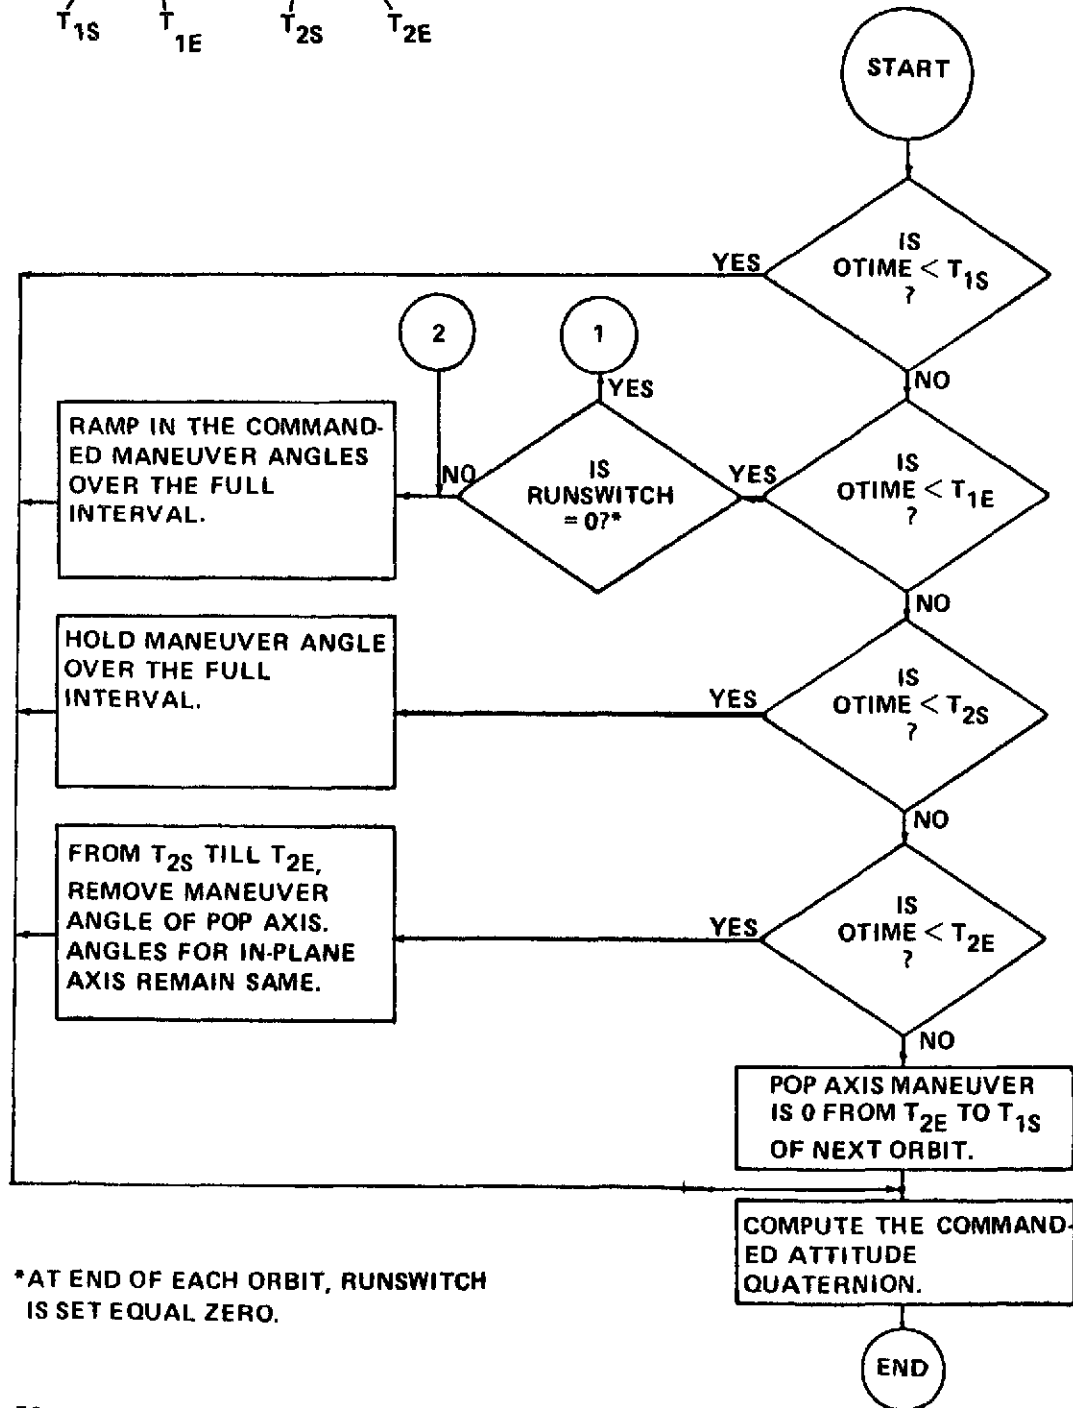 T1S T1E T2S T2E
START
IS
OTIME < T1S
?
YES
NO
2
1
YES
RAMP IN THE COMMAND-
ED MANEUVER ANGLES
OVER THE FULL
INTERVAL.
NO
IS
RUNSWITCH
= 0?*
YES
IS
OTIME < T1E
?
NO
HOLD MANEUVER ANGLE
OVER THE FULL
INTERVAL.
YES
IS
OTIME < T2S
?
NO
FROM T2S TILL T2E,
REMOVE MANEUVER
ANGLE OF POP AXIS.
ANGLES FOR IN-PLANE
AXIS REMAIN SAME.
YES
IS
OTIME < T2E
?
NO
POP AXIS MANEUVER
IS 0 FROM T2E TO T1S
OF NEXT ORBIT.
COMPUTE THE COMMAND-
ED ATTITUDE
QUATERNION.
*AT END OF EACH ORBIT, RUNSWITCH
IS SET EQUAL ZERO.
END